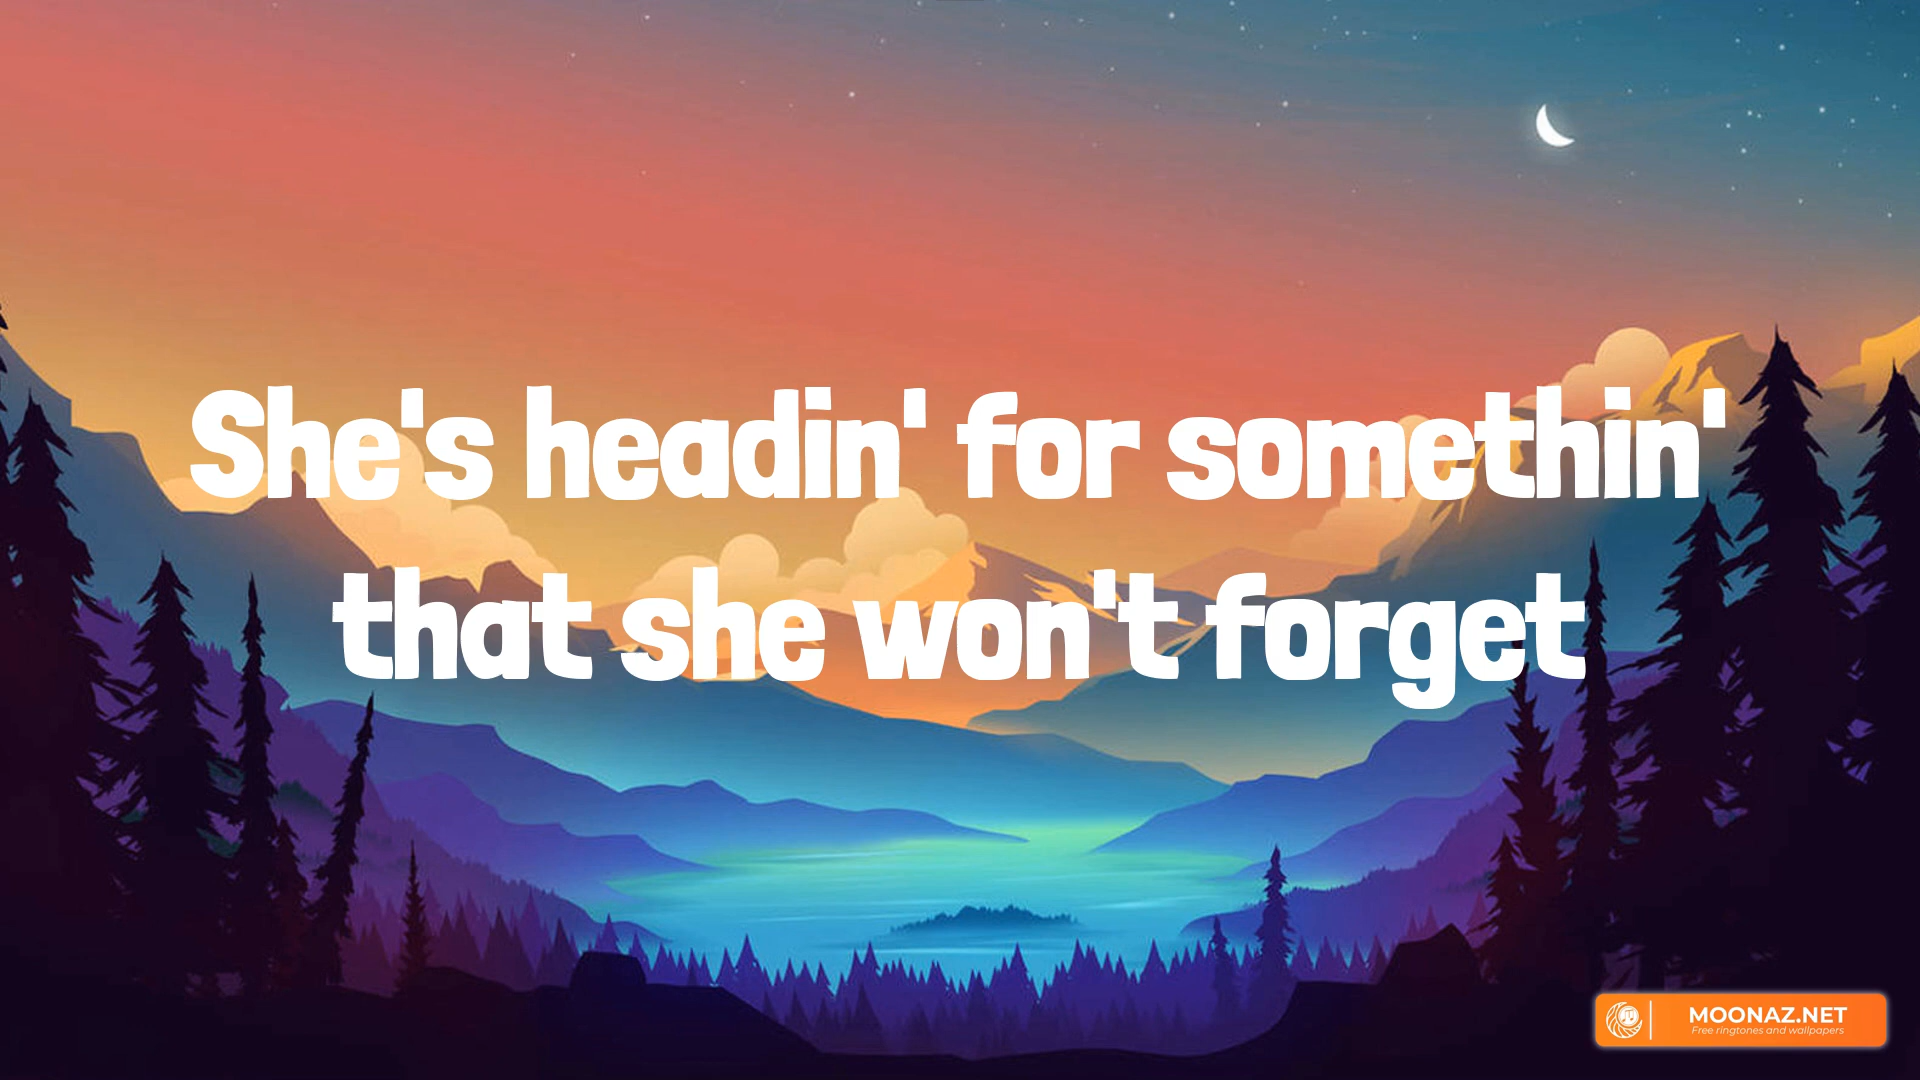 She's headin' for somethin'
that she won't forget
MOONAZ.NET
Free ringtones and wallpapers